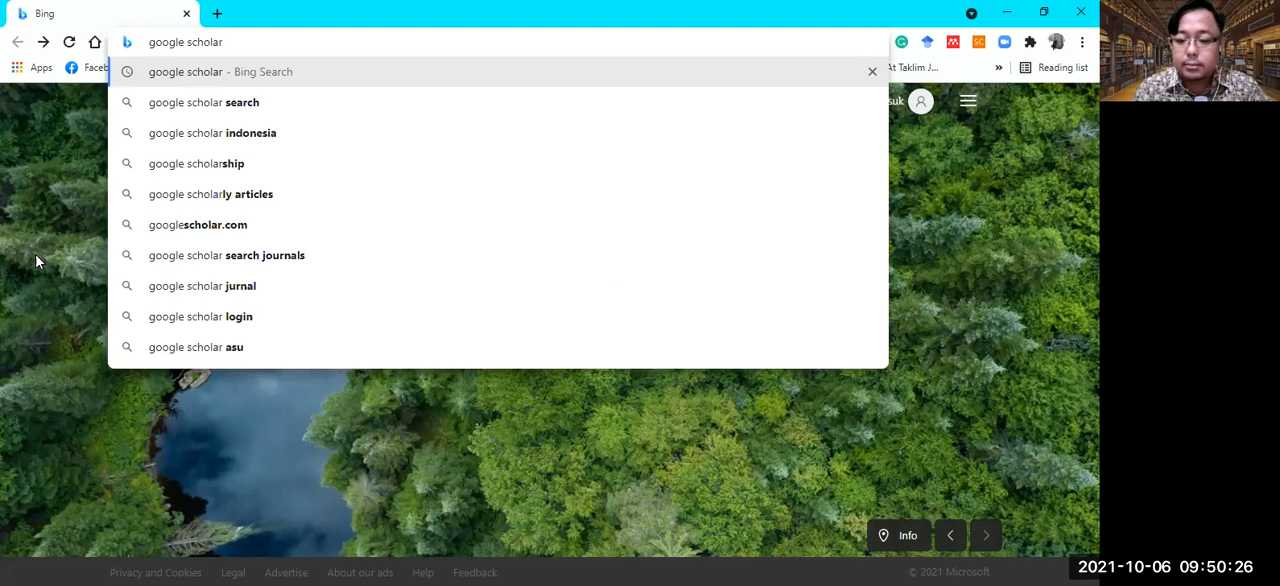 Bing
google scholar
Apps Faceb At Taklim J... » Reading list
google scholar - Bing Search
suk
google scholar search
google scholar indonesia
google scholarship
google scholarly articles
googlescholar.com
google scholar search journals
google scholar jurnal
google scholar login
google scholar asu
Info
Privacy and Cookies Legal Advertise About our ads Help Feedback © 2021 Microsoft
2021-10-06 09:50:26